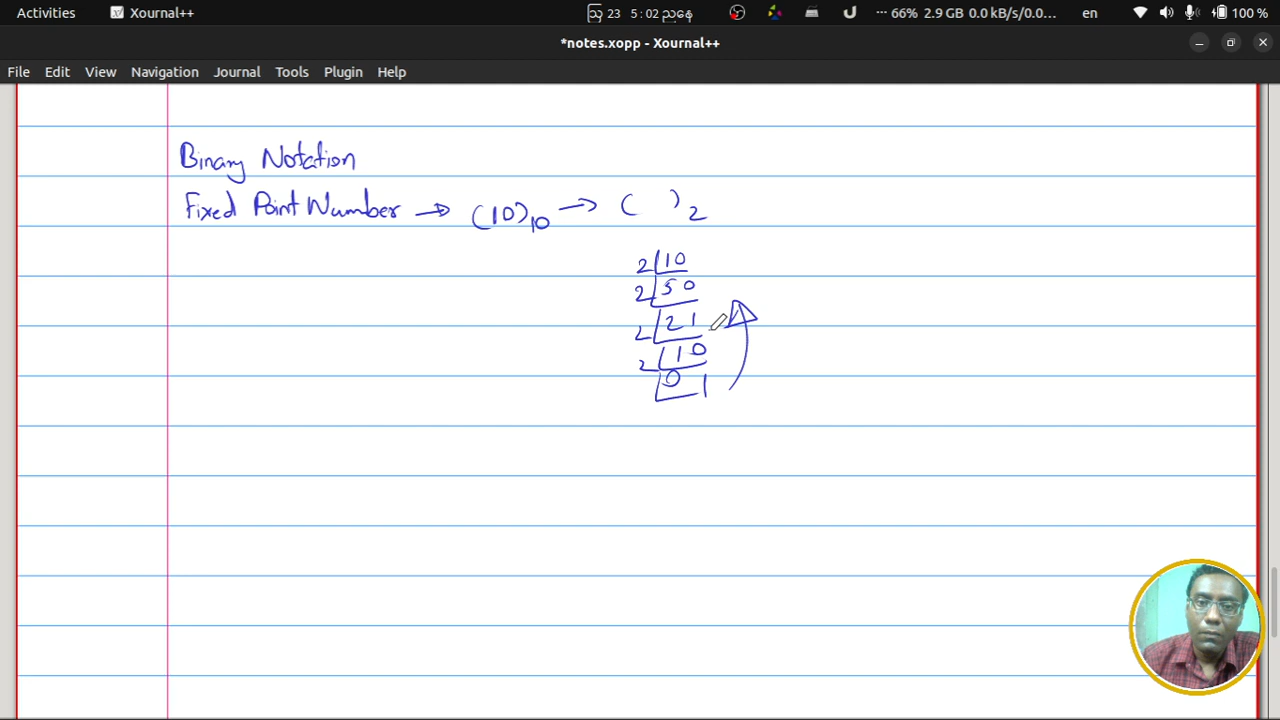 Activities Xournal++ ඔ 23 5:02 ညနေ 66% 2.9 GB 0.0 kB/s/0.0... en 100 %
*notes.xopp - Xournal++
File Edit View Navigation Journal Tools Plugin Help
Binary Notation
Fixed Point Number → (10)10 → ( )2
2 10
2 5 0
2 2 1
2 1 0
0 1